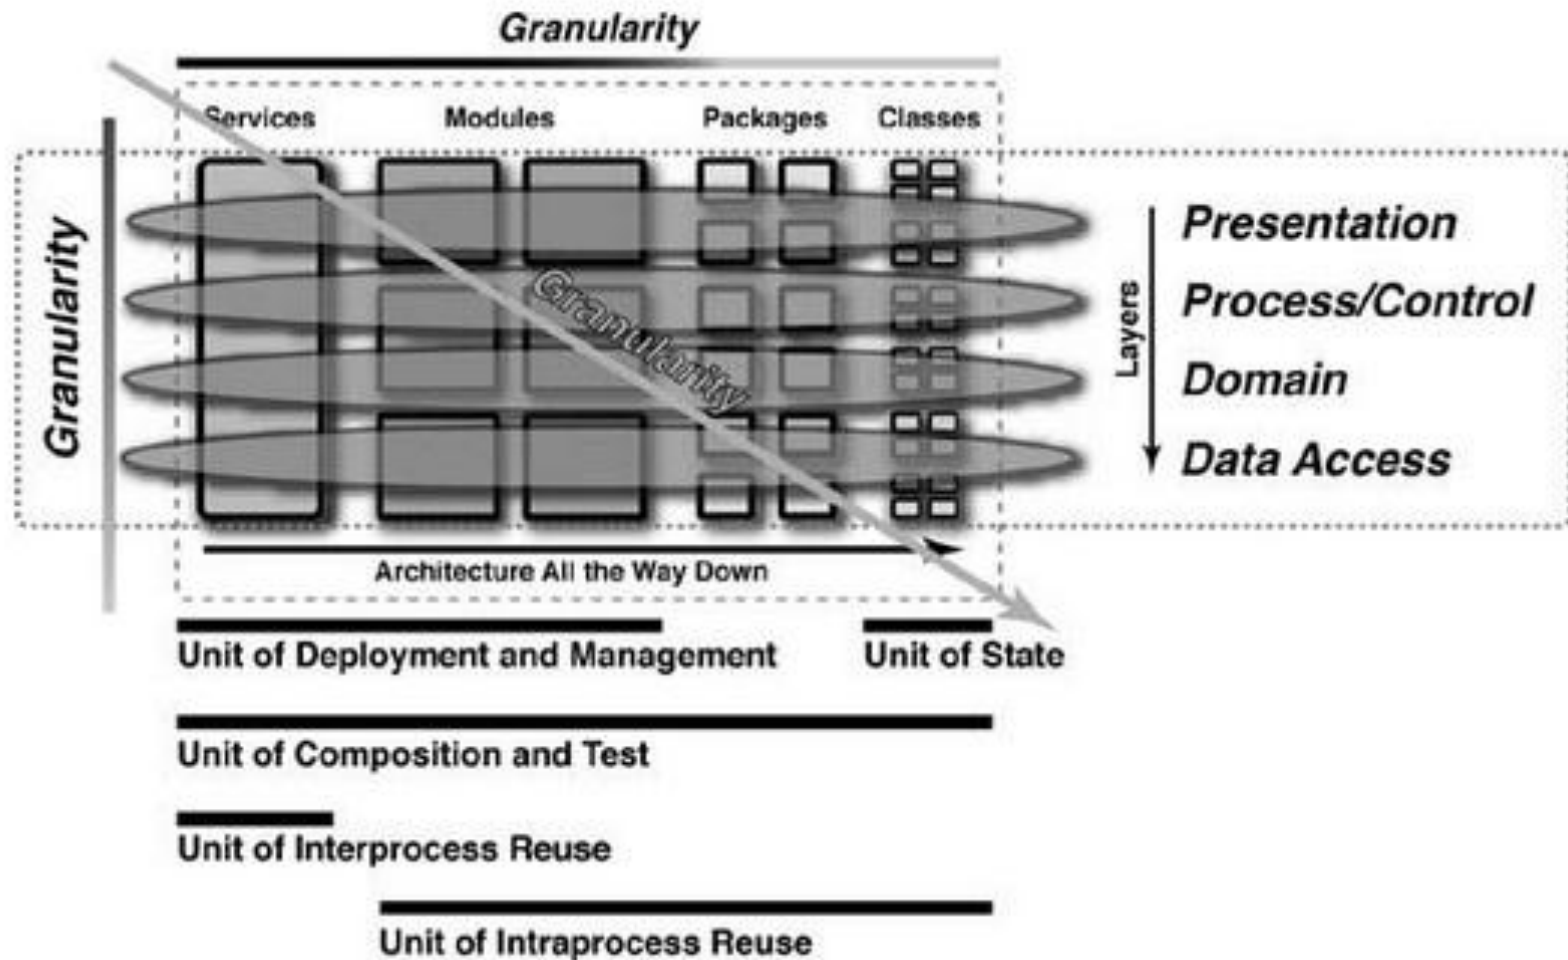 Granularity
Services Modules Packages Classes
Granularity
Granularity
Layers
Presentation
Process/Control
Domain
Data Access
Architecture All the Way Down
Unit of Deployment and Management Unit of State
Unit of Composition and Test
Unit of Interprocess Reuse
Unit of Intraprocess Reuse